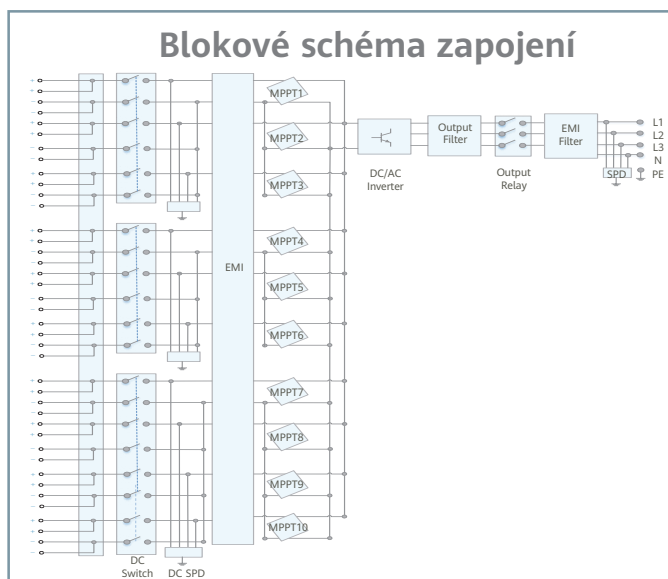 Blokové schéma zapojení
MPPT1
MPPT2
MPPT3
MPPT4
MPPT5
MPPT6
MPPT7
MPPT8
MPPT9
MPPT10
EMI
DC
Switch
DC SPD
DC/AC
Inverter
Output
Filter
Output
Relay
EMI
Filter
SPD
L1
L2
L3
N
PE